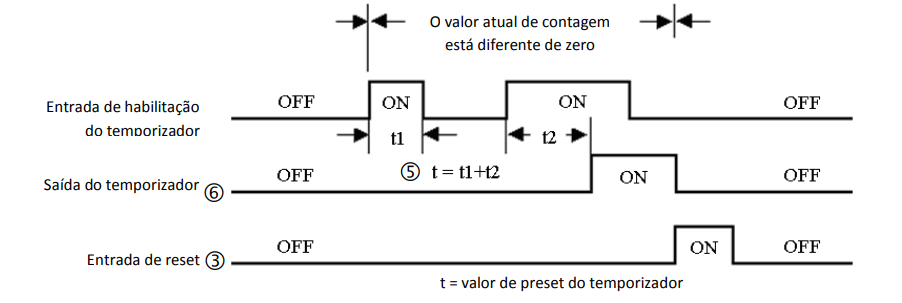 O valor atual de contagem
está diferente de zero
Entrada de habilitação
do temporizador
OFF ON ON OFF
t1 t2
⑤ t = t1+t2
Saída do temporizador ⑥ OFF ON OFF
Entrada de reset ③ OFF ON OFF
t = valor de preset do temporizador